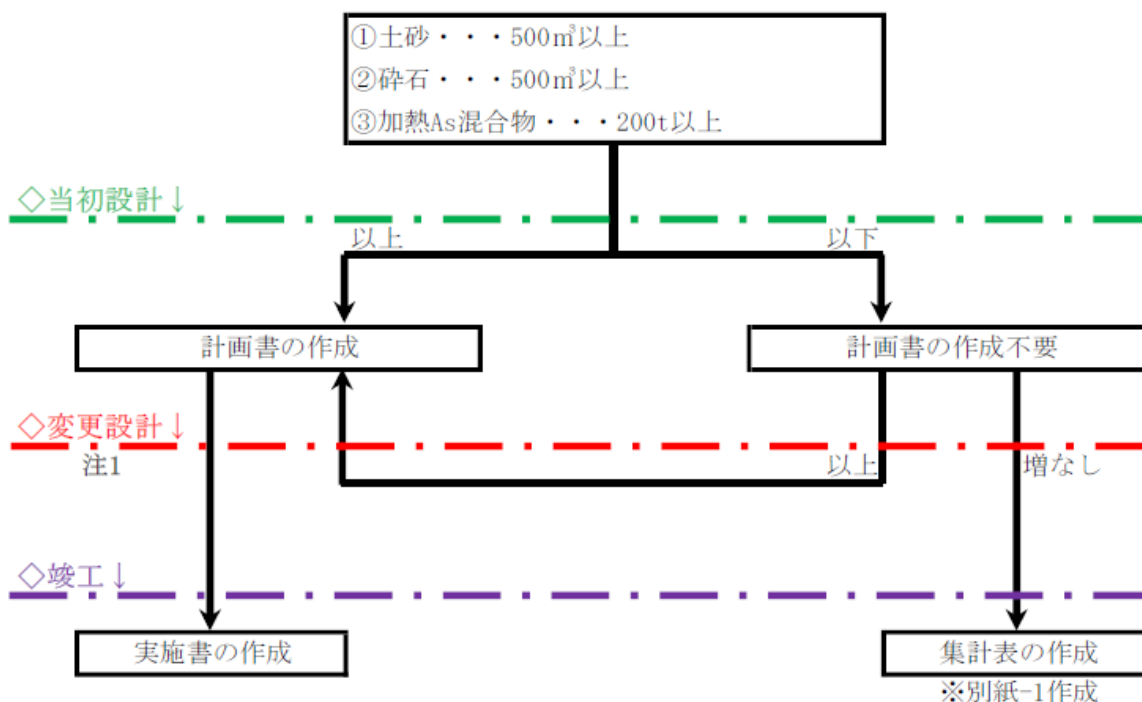 ①土砂・・・500㎥以上
②砕石・・・500㎥以上
③加熱As混合物・・・200t以上
◇当初設計↓
以上
以下
計画書の作成
計画書の作成不要
◇変更設計↓
注1
以上
増なし
◇竣工↓
実施書の作成
集計表の作成
※別紙-1作成